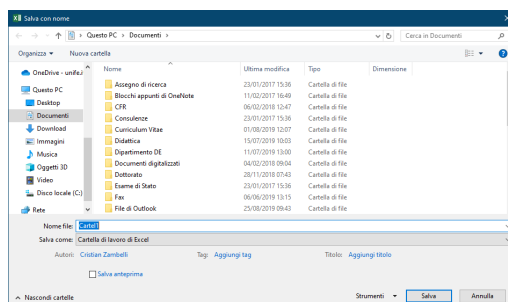 Salva con nome
Questo PC > Documenti >
Cerca in Documenti
Organizza Nuova cartella
OneDrive - unife.i
Questo PC
Desktop
Documenti
Download
Immagini
Musica
Oggetti 3D
Video
Disco locale (C:)
Rete
Nome Ultima modifica Tipo Dimensione
Assegno di ricerca 23/01/2017 15:36 Cartella di file
Blocchi appunti di OneNote 11/02/2017 16:49 Cartella di file
CFR 06/02/2018 12:47 Cartella di file
Consulenze 23/01/2017 15:36 Cartella di file
Curriculum Vitae 01/08/2019 12:07 Cartella di file
Didattica 15/07/2019 10:03 Cartella di file
Dipartimento DE 11/07/2019 13:00 Cartella di file
Documenti digitalizzati 04/02/2018 09:04 Cartella di file
Dottorato 28/11/2018 07:43 Cartella di file
Esame di Stato 23/01/2017 15:36 Cartella di file
Fax 06/06/2019 13:15 Cartella di file
File di Outlook 25/08/2019 09:43 Cartella di file
Nome file: Cartel1
Salva come: Cartella di lavoro di Excel
Autori: Cristian Zambelli Tag: Aggiungi tag Titolo: Aggiungi titolo
Salva anteprima
Nascondi cartelle Strumenti Salva Annulla